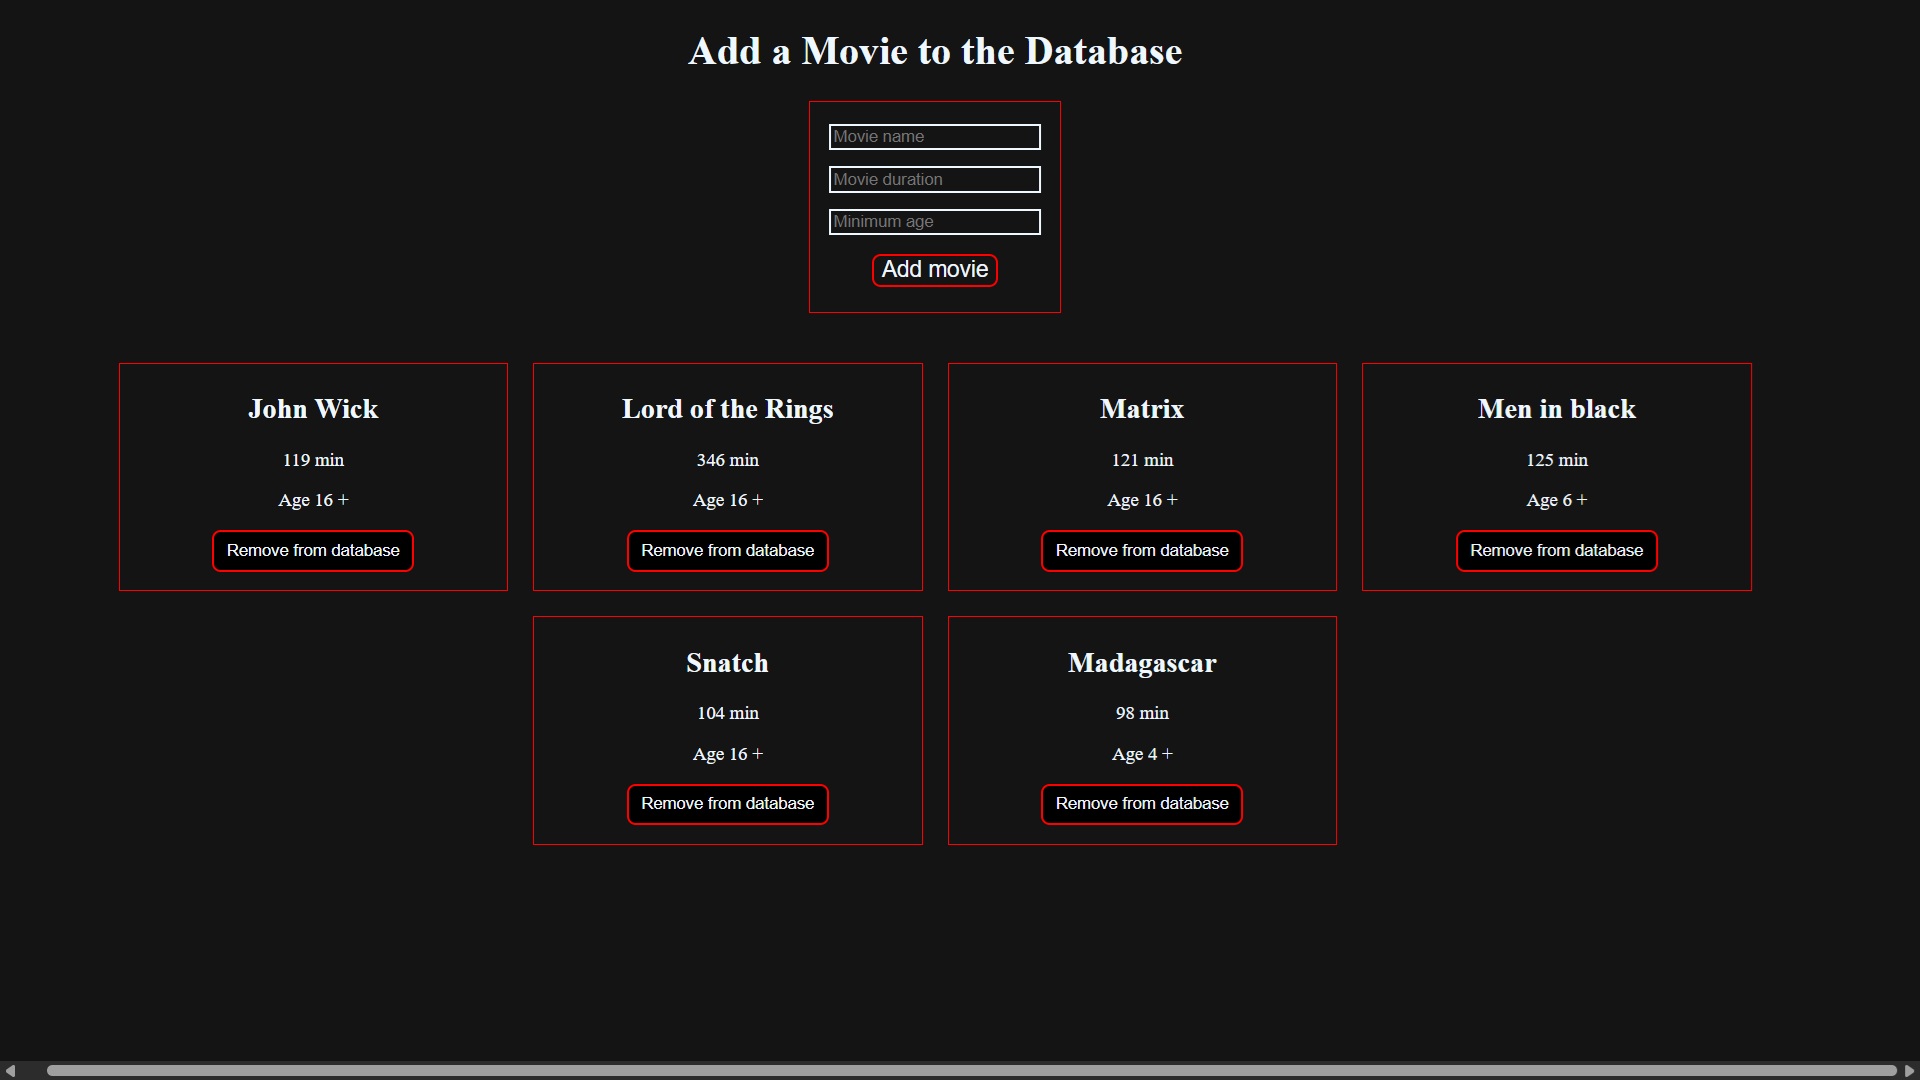 Add a Movie to the Database
Movie name
Movie duration
Minimum age
Add movie
John Wick
119 min
Age 16 +
Remove from database
Lord of the Rings
346 min
Age 16 +
Remove from database
Matrix
121 min
Age 16 +
Remove from database
Men in black
125 min
Age 6 +
Remove from database
Snatch
104 min
Age 16 +
Remove from database
Madagascar
98 min
Age 4 +
Remove from database